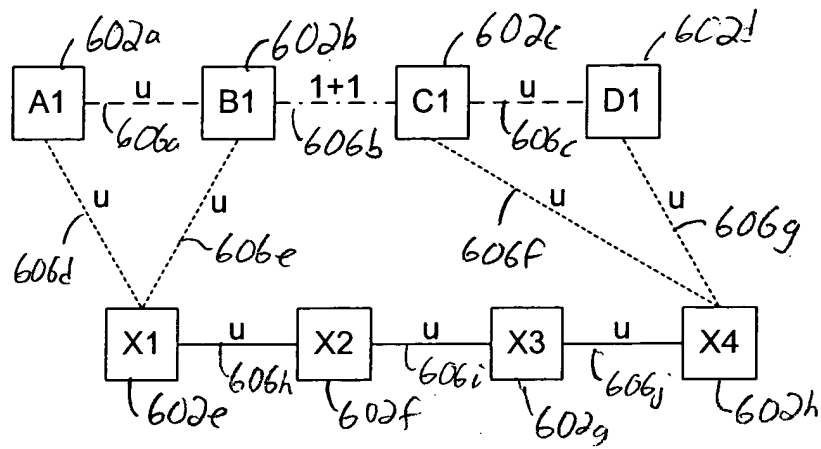 602a 602b 602c 602d
A1 u B1 1+1 C1 u D1
606a 606b 606c
u u u u
606d 606e 606f 606g
X1 u X2 u X3 u X4
606h 606i 606j
602e 602f 602g 602h